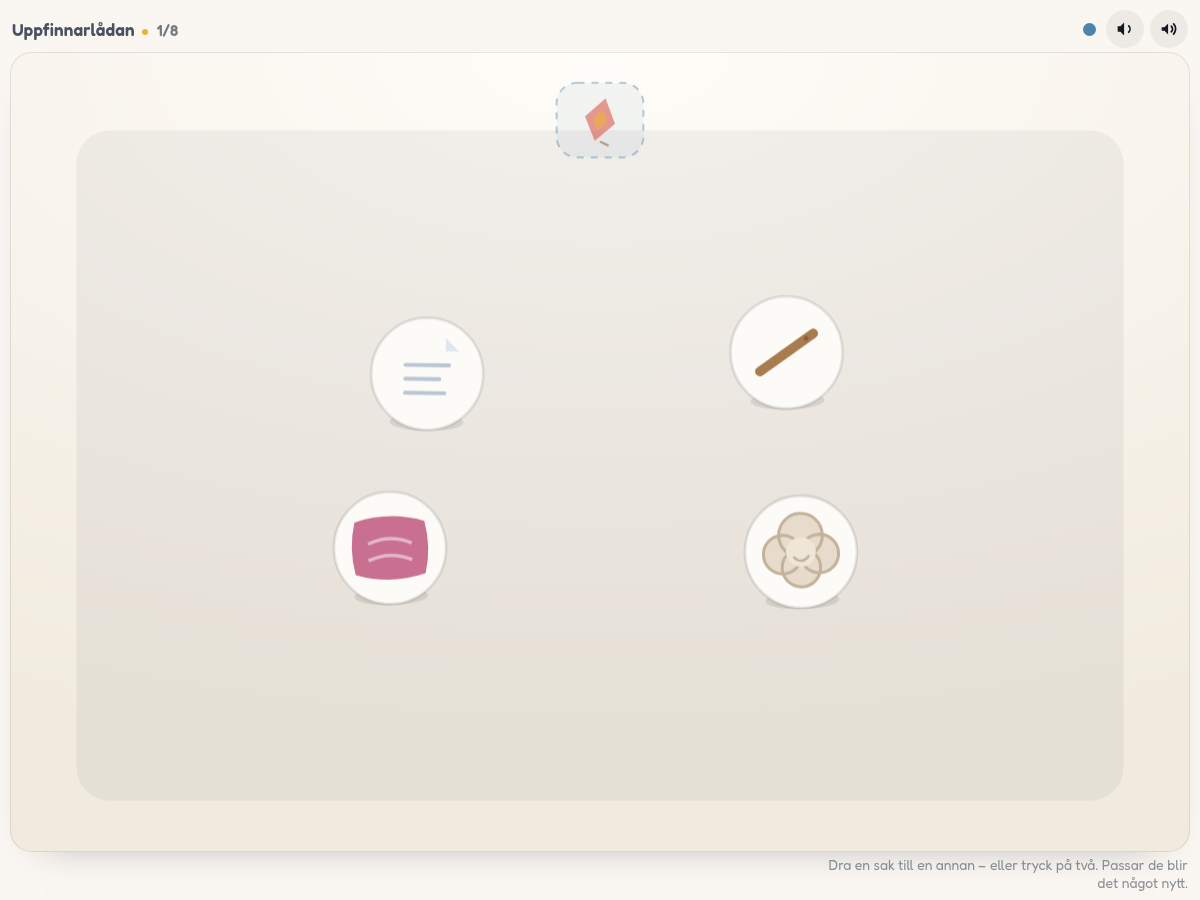 Uppfinnarlådan • 1/8
Dra en sak till en annan – eller tryck på två. Passar de blir
det något nytt.